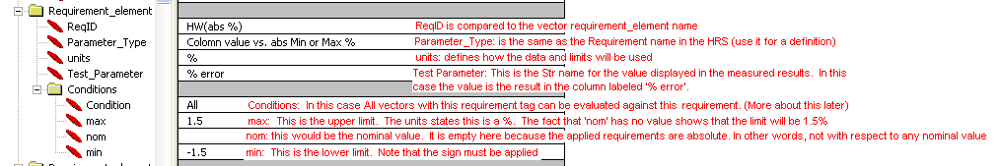 Requirement_element
ReqID HW(abs %) ReqID is compared to the vector requirement_element name
Parameter_Type Colomn value vs. abs Min or Max % Parameter_Type: is the same as the Requirement name in the HRS (use it for a definition)
units % units: defines how the data and limits will be used
Test_Parameter % error Test Parameter: This is the Str name for the value displayed in the measured results. In this
case the value is the result in the column labeled '% error'.
Conditions
Condition All Conditions: In this case All vectors with this requirement tag can be evaluated against this requirement. (More about this later)
max 1.5 max: This is the upper limit. The units states this is a %. The fact that 'nom' has no value shows that the limit will be 1.5%
nom nom: this would be the nominal value. It is empty here because the applied requirements are absolute. In other words, not with respect to any nominal value
min -1.5 min: This is the lower limit. Note that the sign must be applied